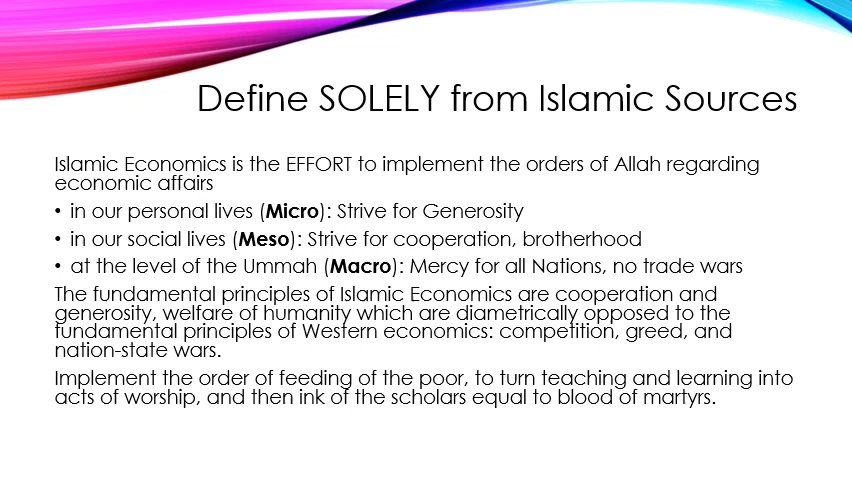 Define SOLELY from Islamic Sources
Islamic Economics is the EFFORT to implement the orders of Allah regarding
economic affairs
• in our personal lives (Micro): Strive for Generosity
• in our social lives (Meso): Strive for cooperation, brotherhood
• at the level of the Ummah (Macro): Mercy for all Nations, no trade wars
The fundamental principles of Islamic Economics are cooperation and
generosity, welfare of humanity which are diametrically opposed to the
fundamental principles of Western economics: competition, greed, and
nation-state wars.
Implement the order of feeding of the poor, to turn teaching and learning into
acts of worship, and then ink of the scholars equal to blood of martyrs.